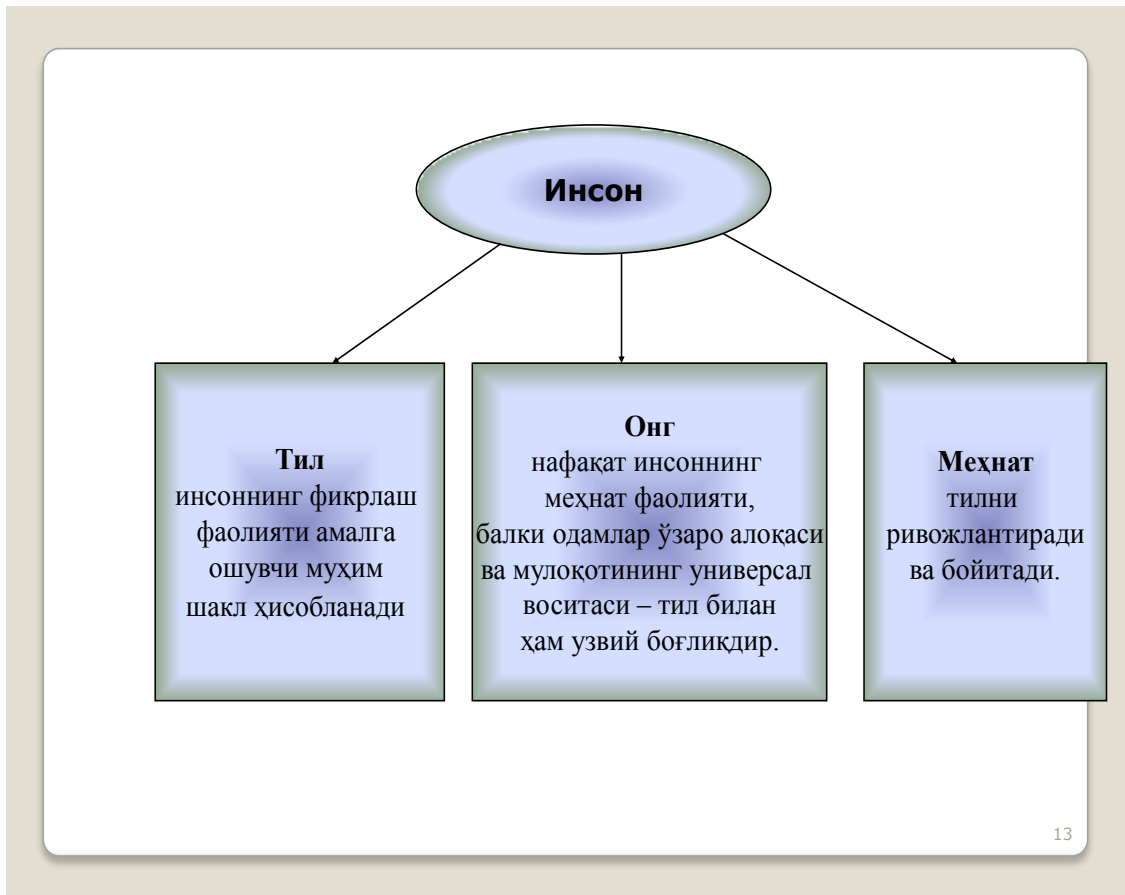 Инсон
Тил
инсоннинг фикрлаш
фаолияти амалга
ошувчи муҳим
шакл ҳисобланади
Онг
нафақат инсоннинг
меҳнат фаолияти,
балки одамлар ўзаро алоқаси
ва мулоқотининг универсал
воситаси – тил билан
ҳам узвий боғлиқдир.
Меҳнат
тилни
ривожлантиради
ва бойитади.
13